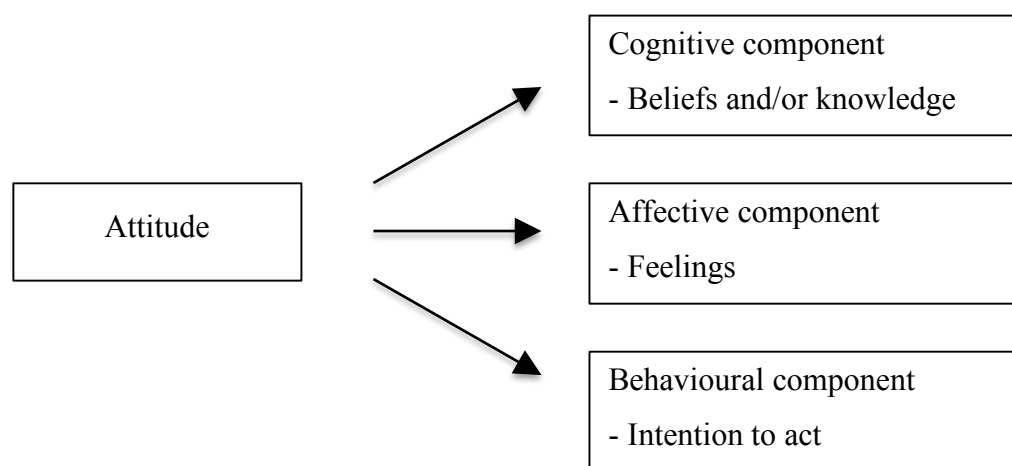 Attitude
Cognitive component
- Beliefs and/or knowledge
Affective component
- Feelings
Behavioural component
- Intention to act